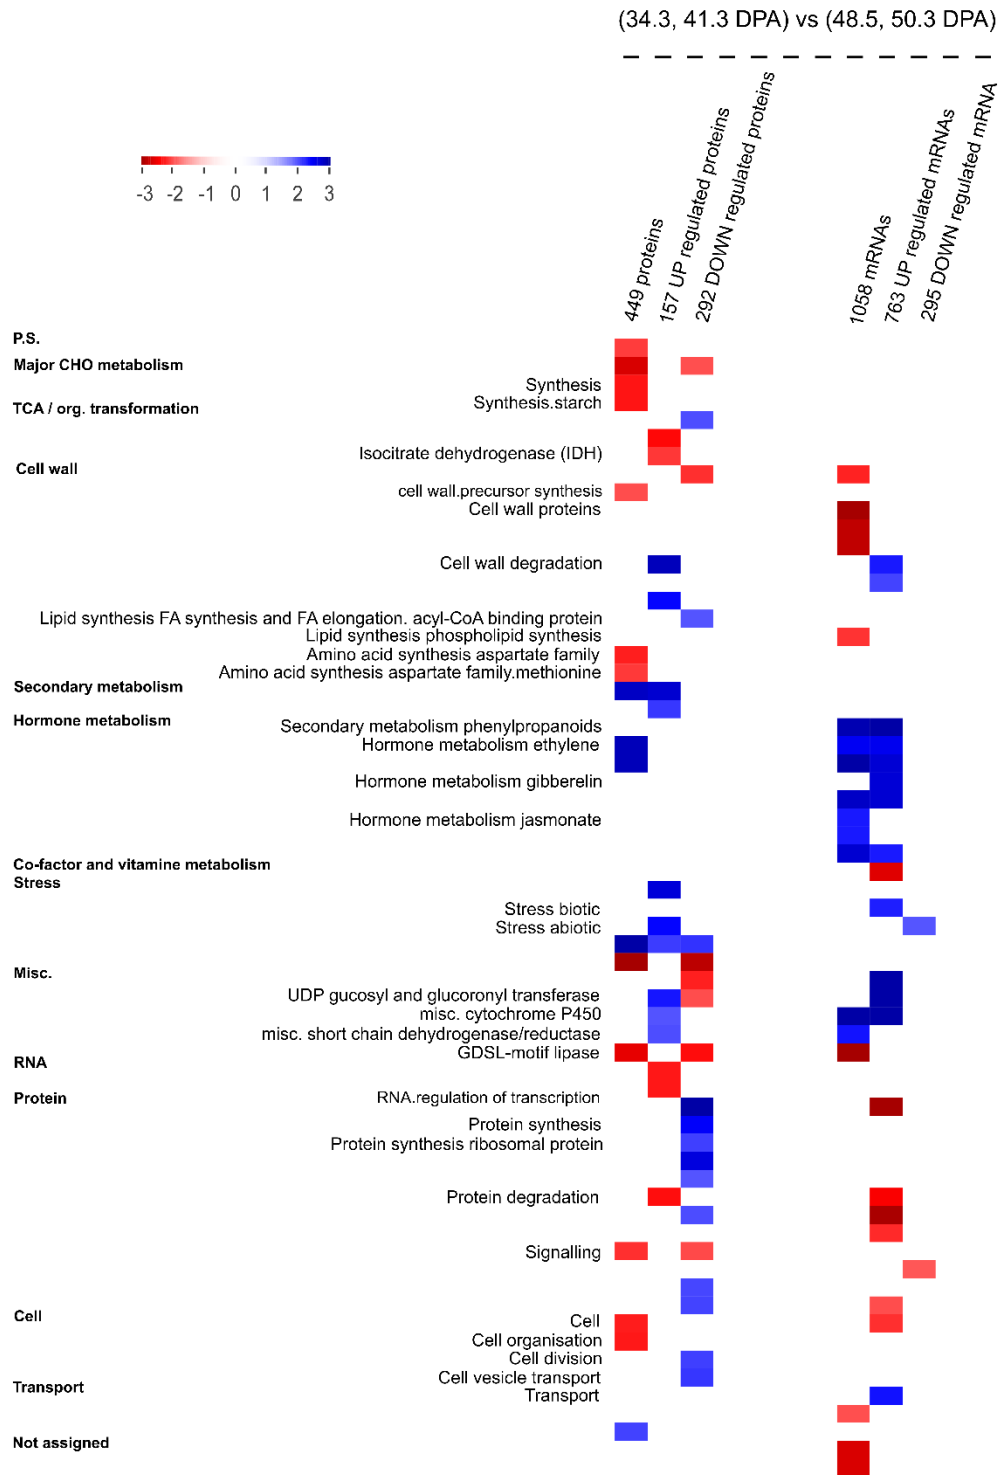 (34.3, 41.3 DPA) vs (48.5, 50.3 DPA)
449 proteins
157 UP regulated proteins
292 DOWN regulated proteins
1058 mRNAs
763 UP regulated mRNAs
295 DOWN regulated mRNA
-3 -2 -1 0 1 2 3
P.S.
Major CHO metabolism
Synthesis
Synthesis.starch
TCA / org. transformation
Isocitrate dehydrogenase (IDH)
Cell wall
cell wall.precursor synthesis
Cell wall proteins
Cell wall degradation
Lipid synthesis FA synthesis and FA elongation. acyl-CoA binding protein
Lipid synthesis phospholipid synthesis
Amino acid synthesis aspartate family
Amino acid synthesis aspartate family.methionine
Secondary metabolism
Hormone metabolism
Secondary metabolism phenylpropanoids
Hormone metabolism ethylene
Hormone metabolism gibberelin
Hormone metabolism jasmonate
Co-factor and vitamine metabolism
Stress
Stress biotic
Stress abiotic
Misc.
UDP gucosyl and glucoronyl transferase
misc. cytochrome P450
misc. short chain dehydrogenase/reductase
GDSL-motif lipase
RNA
Protein
RNA.regulation of transcription
Protein synthesis
Protein synthesis ribosomal protein
Protein degradation
Signalling
Cell
Cell
Cell organisation
Cell division
Cell vesicle transport
Transport
Transport
Not assigned